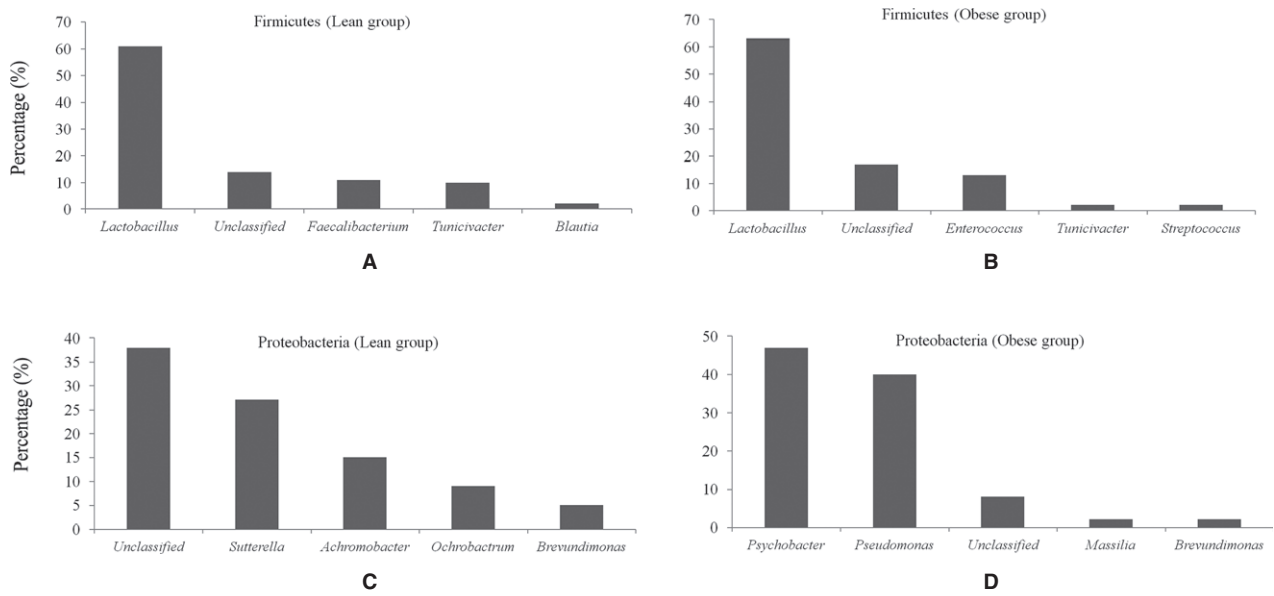 Firmicutes (Lean group)
Percentage (%)
70
60
50
40
30
20
10
0
Lactobacillus Unclassified Faecalibacterium Tunicivacter Blautia
A
Firmicutes (Obese group)
70
60
50
40
30
20
10
0
Lactobacillus Unclassified Enterococcus Tunicivacter Streptococcus
B
Proteobacteria (Lean group)
Percentage (%)
40
35
30
25
20
15
10
5
0
Unclassified Sutterella Achromobacter Ochrobactrum Brevundimonas
C
Proteobacteria (Obese group)
50
40
30
20
10
0
Psychobacter Pseudomonas Unclassified Massilia Brevundimonas
D